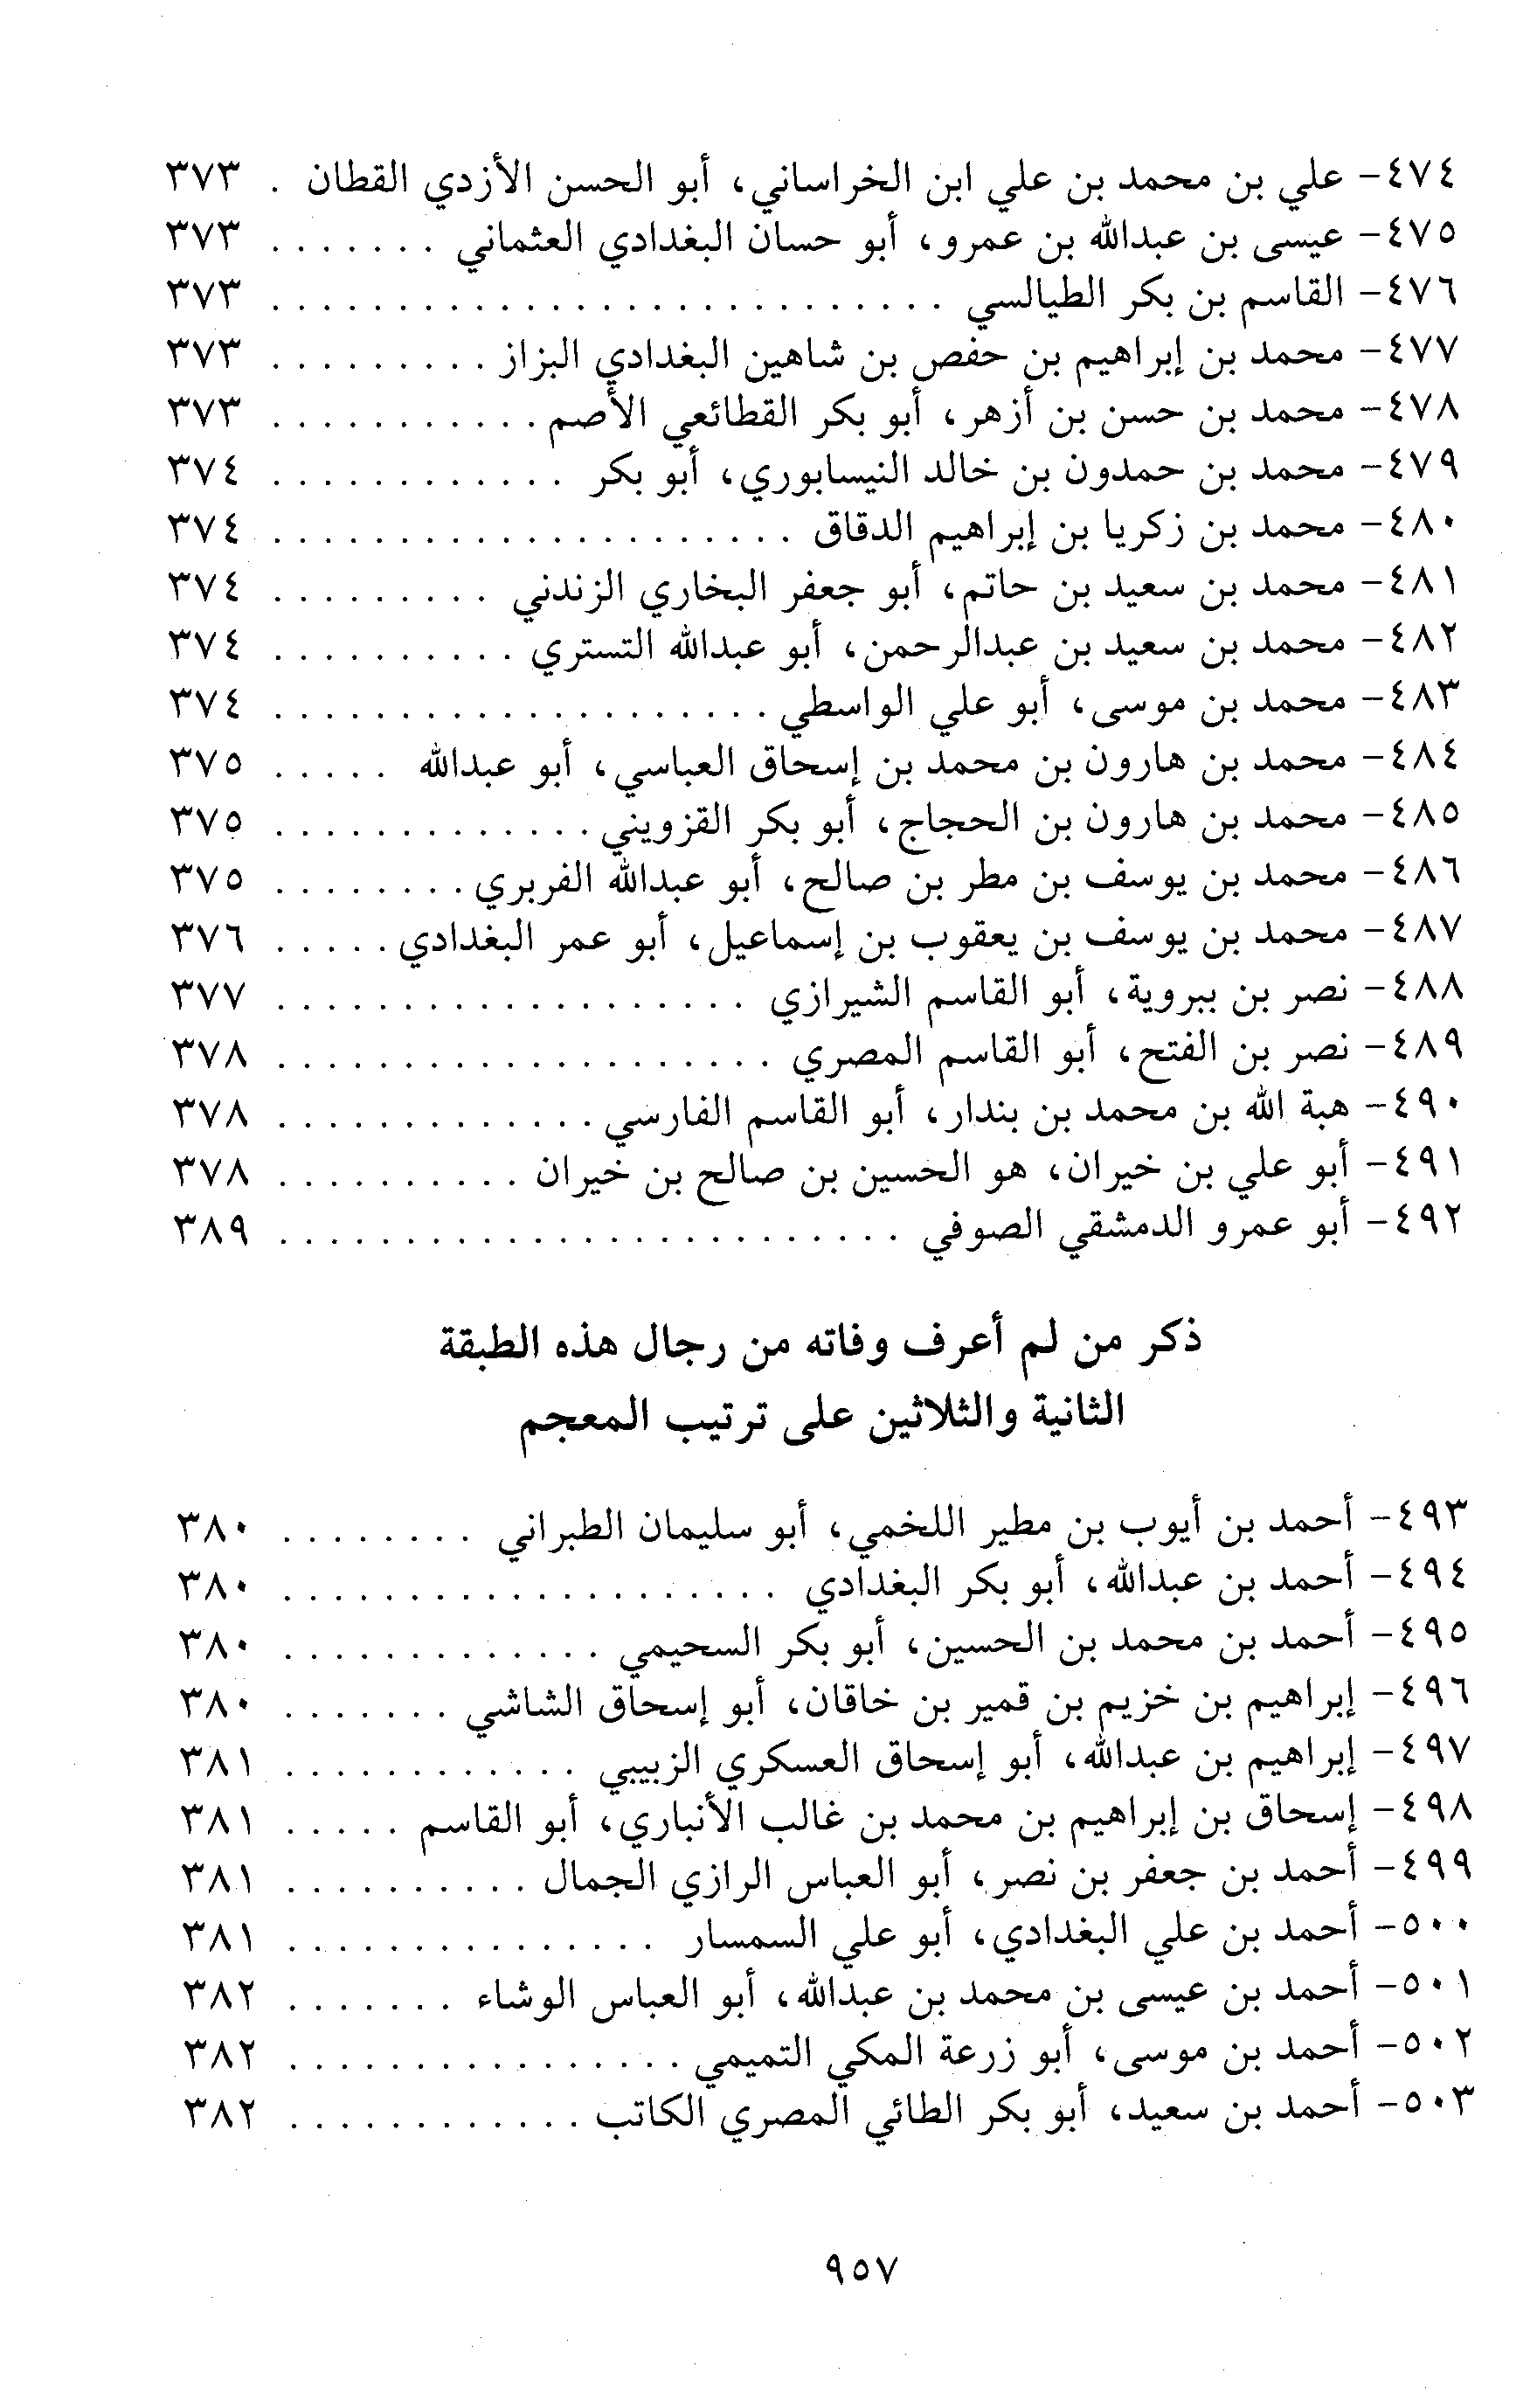 ٤٧٤- علي بن محمد بن علي ابن الخراساني، أبو الحسن الأزدي القطان . ٣٧٣
٤٧٥- عيسى بن عبدالله بن عمرو، أبو حسان البغدادي العثماني . . . . . . . ٣٧٣
٤٧٦- القاسم بن بكر الطيالسي . . . . . . . . . . . . . . . . . . . . . . . . . . . ٣٧٣
٤٧٧- محمد بن إبراهيم بن حفص بن شاهين البغدادي البزاز . . . . . . . . . ٣٧٣
٤٧٨- محمد بن حسن بن أزهر، أبو بكر القطائعي الأصم . . . . . . . . . . . ٣٧٣
٤٧٩- محمد بن حمدون بن خالد النيسابوري، أبو بكر . . . . . . . . . . . . ٣٧٤
٤٨٠- محمد بن زكريا بن إبراهيم الدقاق . . . . . . . . . . . . . . . . . . . . . ٣٧٤
٤٨١- محمد بن سعيد بن حاتم، أبو جعفر البخاري الزندني . . . . . . . . . ٣٧٤
٤٨٢- محمد بن سعيد بن عبدالرحمن، أبو عبدالله التستري . . . . . . . . . . ٣٧٤
٤٨٣- محمد بن موسى، أبو علي الواسطي . . . . . . . . . . . . . . . . . . . . ٣٧٤
٤٨٤- محمد بن هارون بن محمد بن إسحاق العباسي، أبو عبدالله . . . . . ٣٧٥
٤٨٥- محمد بن هارون بن الحجاج، أبو بكر القزويني . . . . . . . . . . . . . ٣٧٥
٤٨٦- محمد بن يوسف بن مطر بن صالح، أبو عبدالله الفربري . . . . . . . . ٣٧٥
٤٨٧- محمد بن يوسف بن يعقوب بن إسماعيل، أبو عمر البغدادي . . . . . ٣٧٦
٤٨٨- نصر بن ببروية، أبو القاسم الشيرازي . . . . . . . . . . . . . . . . . . . ٣٧٧
٤٨٩- نصر بن الفتح، أبو القاسم المصري . . . . . . . . . . . . . . . . . . . . ٣٧٨
٤٩٠- هبة الله بن محمد بن بندار، أبو القاسم الفارسي . . . . . . . . . . . . . ٣٧٨
٤٩١- أبو علي بن خيران، هو الحسين بن صالح بن خيران . . . . . . . . . . ٣٧٨
٤٩٢- أبو عمرو الدمشقي الصوفي . . . . . . . . . . . . . . . . . . . . . . . . . ٣٨٩
ذكر من لم أعرف وفاته من رجال هذه الطبقة
الثانية والثلاثين على ترتيب المعجم
٤٩٣- أحمد بن أيوب بن مطير اللخمي، أبو سليمان الطبراني . . . . . . . . ٣٨٠
٤٩٤- أحمد بن عبدالله، أبو بكر البغدادي . . . . . . . . . . . . . . . . . . . . ٣٨٠
٤٩٥- أحمد بن محمد بن الحسين، أبو بكر السحيمي . . . . . . . . . . . . . ٣٨٠
٤٩٦- إبراهيم بن خزيم بن قمير بن خاقان، أبو إسحاق الشاشي . . . . . . . ٣٨٠
٤٩٧- إبراهيم بن عبدالله، أبو إسحاق العسكري الزبيبي . . . . . . . . . . . . ٣٨١
٤٩٨- إسحاق بن إبراهيم بن محمد بن غالب الأنباري، أبو القاسم . . . . . ٣٨١
٤٩٩- أحمد بن جعفر بن نصر، أبو العباس الرازي الجمال . . . . . . . . . . ٣٨١
٥٠٠- أحمد بن علي البغدادي، أبو علي السمسار . . . . . . . . . . . . . . . ٣٨١
٥٠١- أحمد بن عيسى بن محمد بن عبدالله، أبو العباس الوشاء . . . . . . . ٣٨٢
٥٠٢- أحمد بن موسى، أبو زرعة المكي التميمي . . . . . . . . . . . . . . . . ٣٨٢
٥٠٣- أحمد بن سعيد، أبو بكر الطائي المصري الكاتب . . . . . . . . . . . . ٣٨٢
٩٥٧